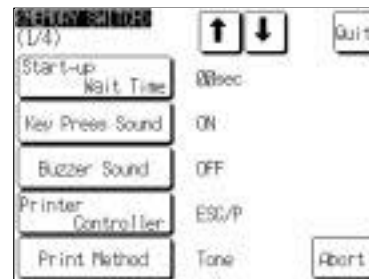 <MEMORY SWITCH>
(1/4)
Quit
Start-up
Wait Time
00sec
Key Press Sound
ON
Buzzer Sound
OFF
Printer
Controller
ESC/P
Print Method
Tone
Abort